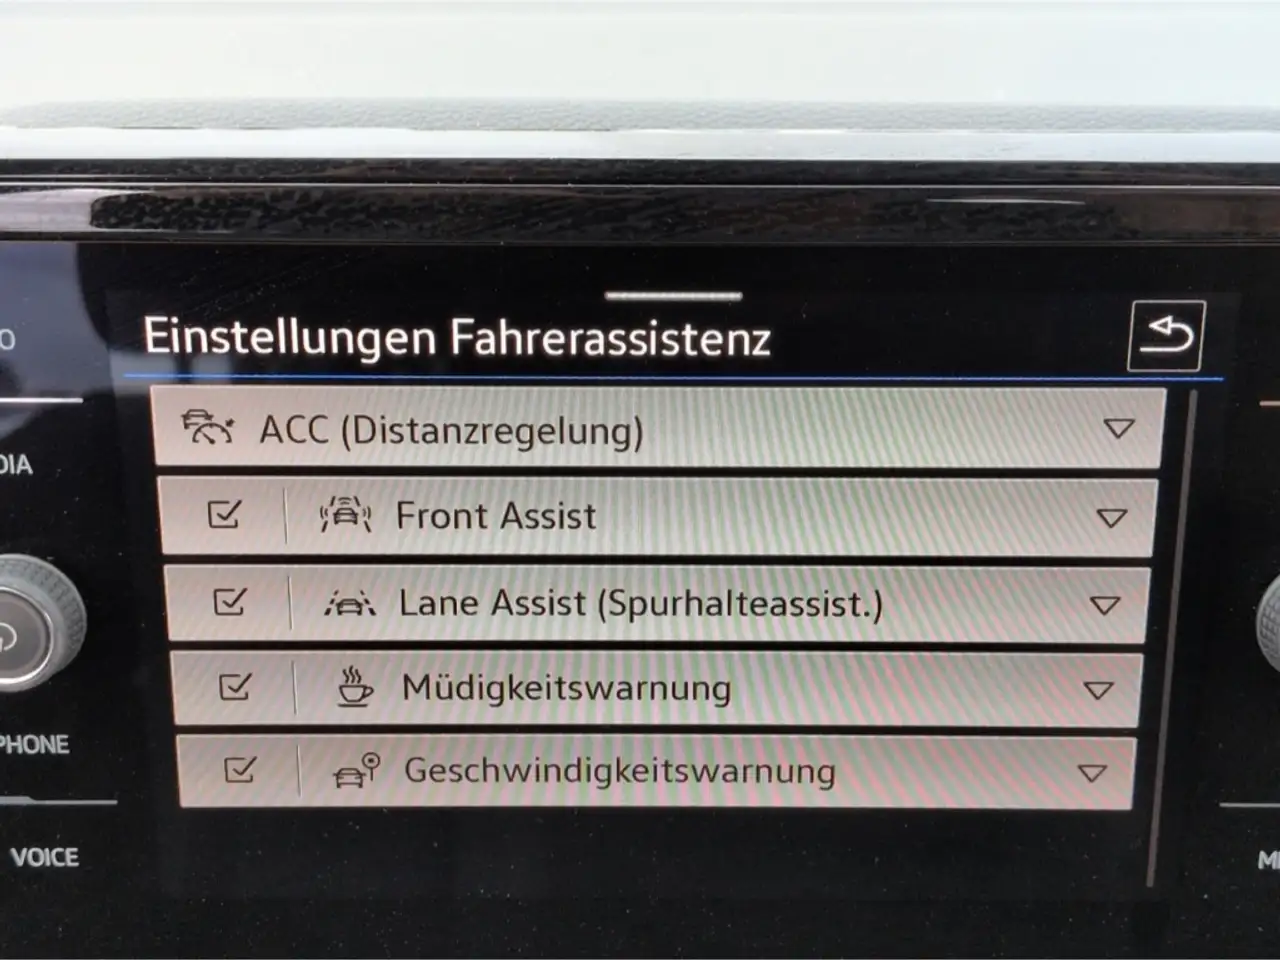 Einstellungen Fahrerassistenz
ACC (Distanzregelung)
Front Assist
Lane Assist (Spurhalteassist.)
Müdigkeitswarnung
Geschwindigkeitswarnung
PHONE
VOICE